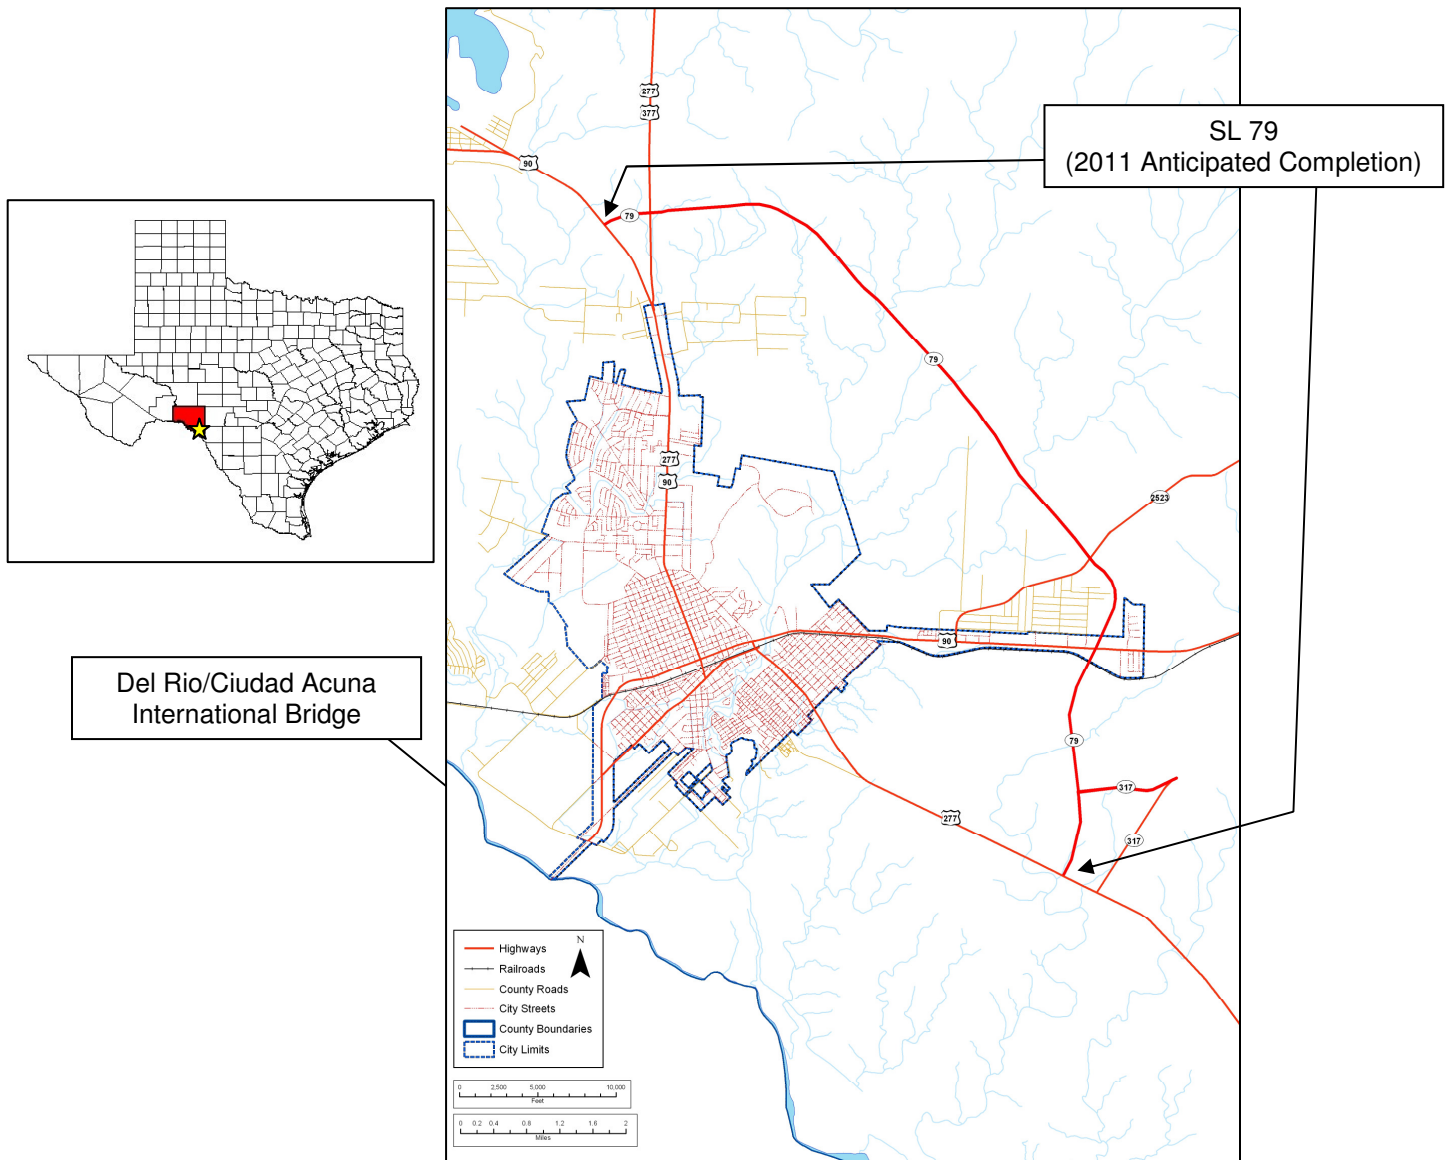 277
377
SL 79
(2011 Anticipated Completion)
90
79
79
277
90
2523
90
Del Rio/Ciudad Acuna
International Bridge
79
317
277
317
N
Highways
Railroads
County Roads
City Streets
County Boundaries
City Limits
0 2,500 5,000 10,000
Feet
0 0.2 0.4 0.8 1.2 1.6 2
Miles